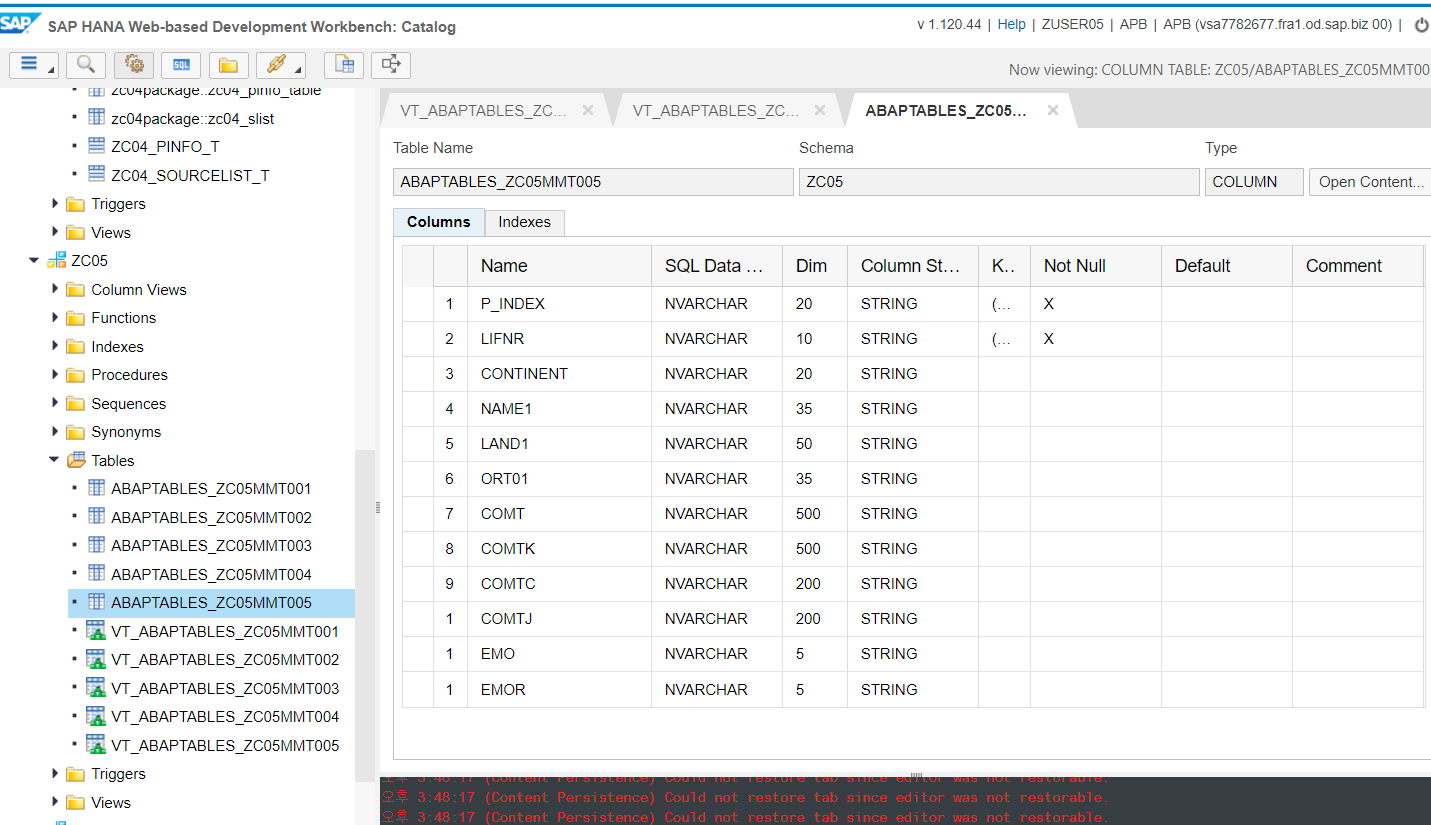 SAP SAP HANA Web-based Development Workbench: Catalog
v 1.120.44 | Help | ZUSER05 | APB | APB (vsa7782677.fra1.od.sap.biz 00) |
SQL
Now viewing: COLUMN TABLE: ZC05/ABAPTABLES_ZC05MMT00
zc04package::zc04_pinfo_table
zc04package::zc04_slist
ZC04_PINFO_T
ZC04_SOURCELIST_T
Triggers
Views
ZC05
Column Views
Functions
Indexes
Procedures
Sequences
Synonyms
Tables
ABAPTABLES_ZC05MMT001
ABAPTABLES_ZC05MMT002
ABAPTABLES_ZC05MMT003
ABAPTABLES_ZC05MMT004
ABAPTABLES_ZC05MMT005
VT_ABAPTABLES_ZC05MMT001
VT_ABAPTABLES_ZC05MMT002
VT_ABAPTABLES_ZC05MMT003
VT_ABAPTABLES_ZC05MMT004
VT_ABAPTABLES_ZC05MMT005
Triggers
Views
VT_ABAPTABLES_ZC... VT_ABAPTABLES_ZC... ABAPTABLES_ZC05...
Table Name Schema Type
ABAPTABLES_ZC05MMT005 ZC05 COLUMN Open Content...
Columns Indexes
Name SQL Data ... Dim Column St... K.. Not Null Default Comment
1 P_INDEX NVARCHAR 20 STRING (... X
2 LIFNR NVARCHAR 10 STRING (... X
3 CONTINENT NVARCHAR 20 STRING
4 NAME1 NVARCHAR 35 STRING
5 LAND1 NVARCHAR 50 STRING
6 ORT01 NVARCHAR 35 STRING
7 COMT NVARCHAR 500 STRING
8 COMTK NVARCHAR 500 STRING
9 COMTC NVARCHAR 200 STRING
1 COMTJ NVARCHAR 200 STRING
1 EMO NVARCHAR 5 STRING
1 EMOR NVARCHAR 5 STRING
오후 3:48:17 (Content Persistence) Could not restore tab since editor was not restorable.
오후 3:48:17 (Content Persistence) Could not restore tab since editor was not restorable.
오후 3:48:17 (Content Persistence) Could not restore tab since editor was not restorable.